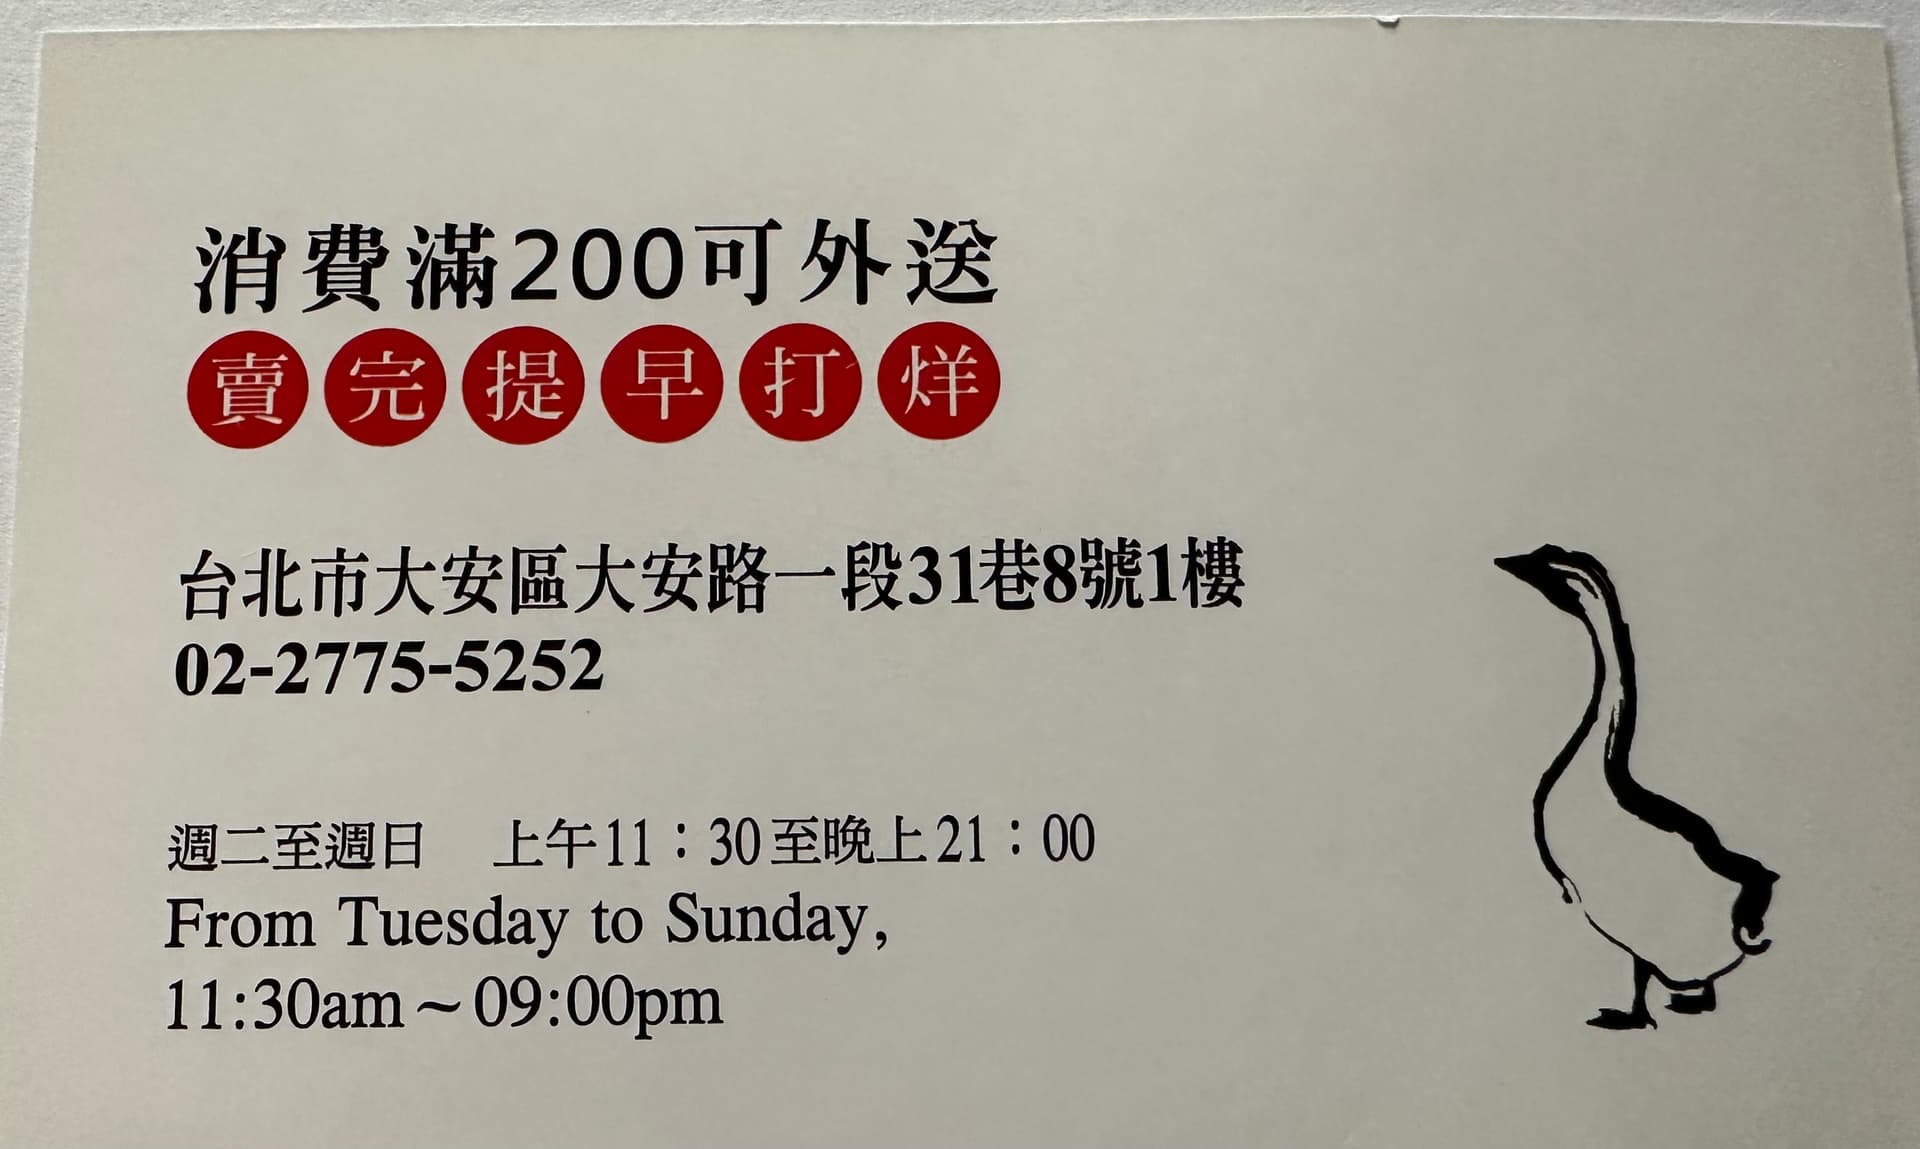 消費滿200可外送
賣完提早打烊
台北市大安區大安路一段31巷8號1樓
02-2775-5252
週二至週日　上午11：30至晚上21：00
From Tuesday to Sunday,
11:30am～09:00pm